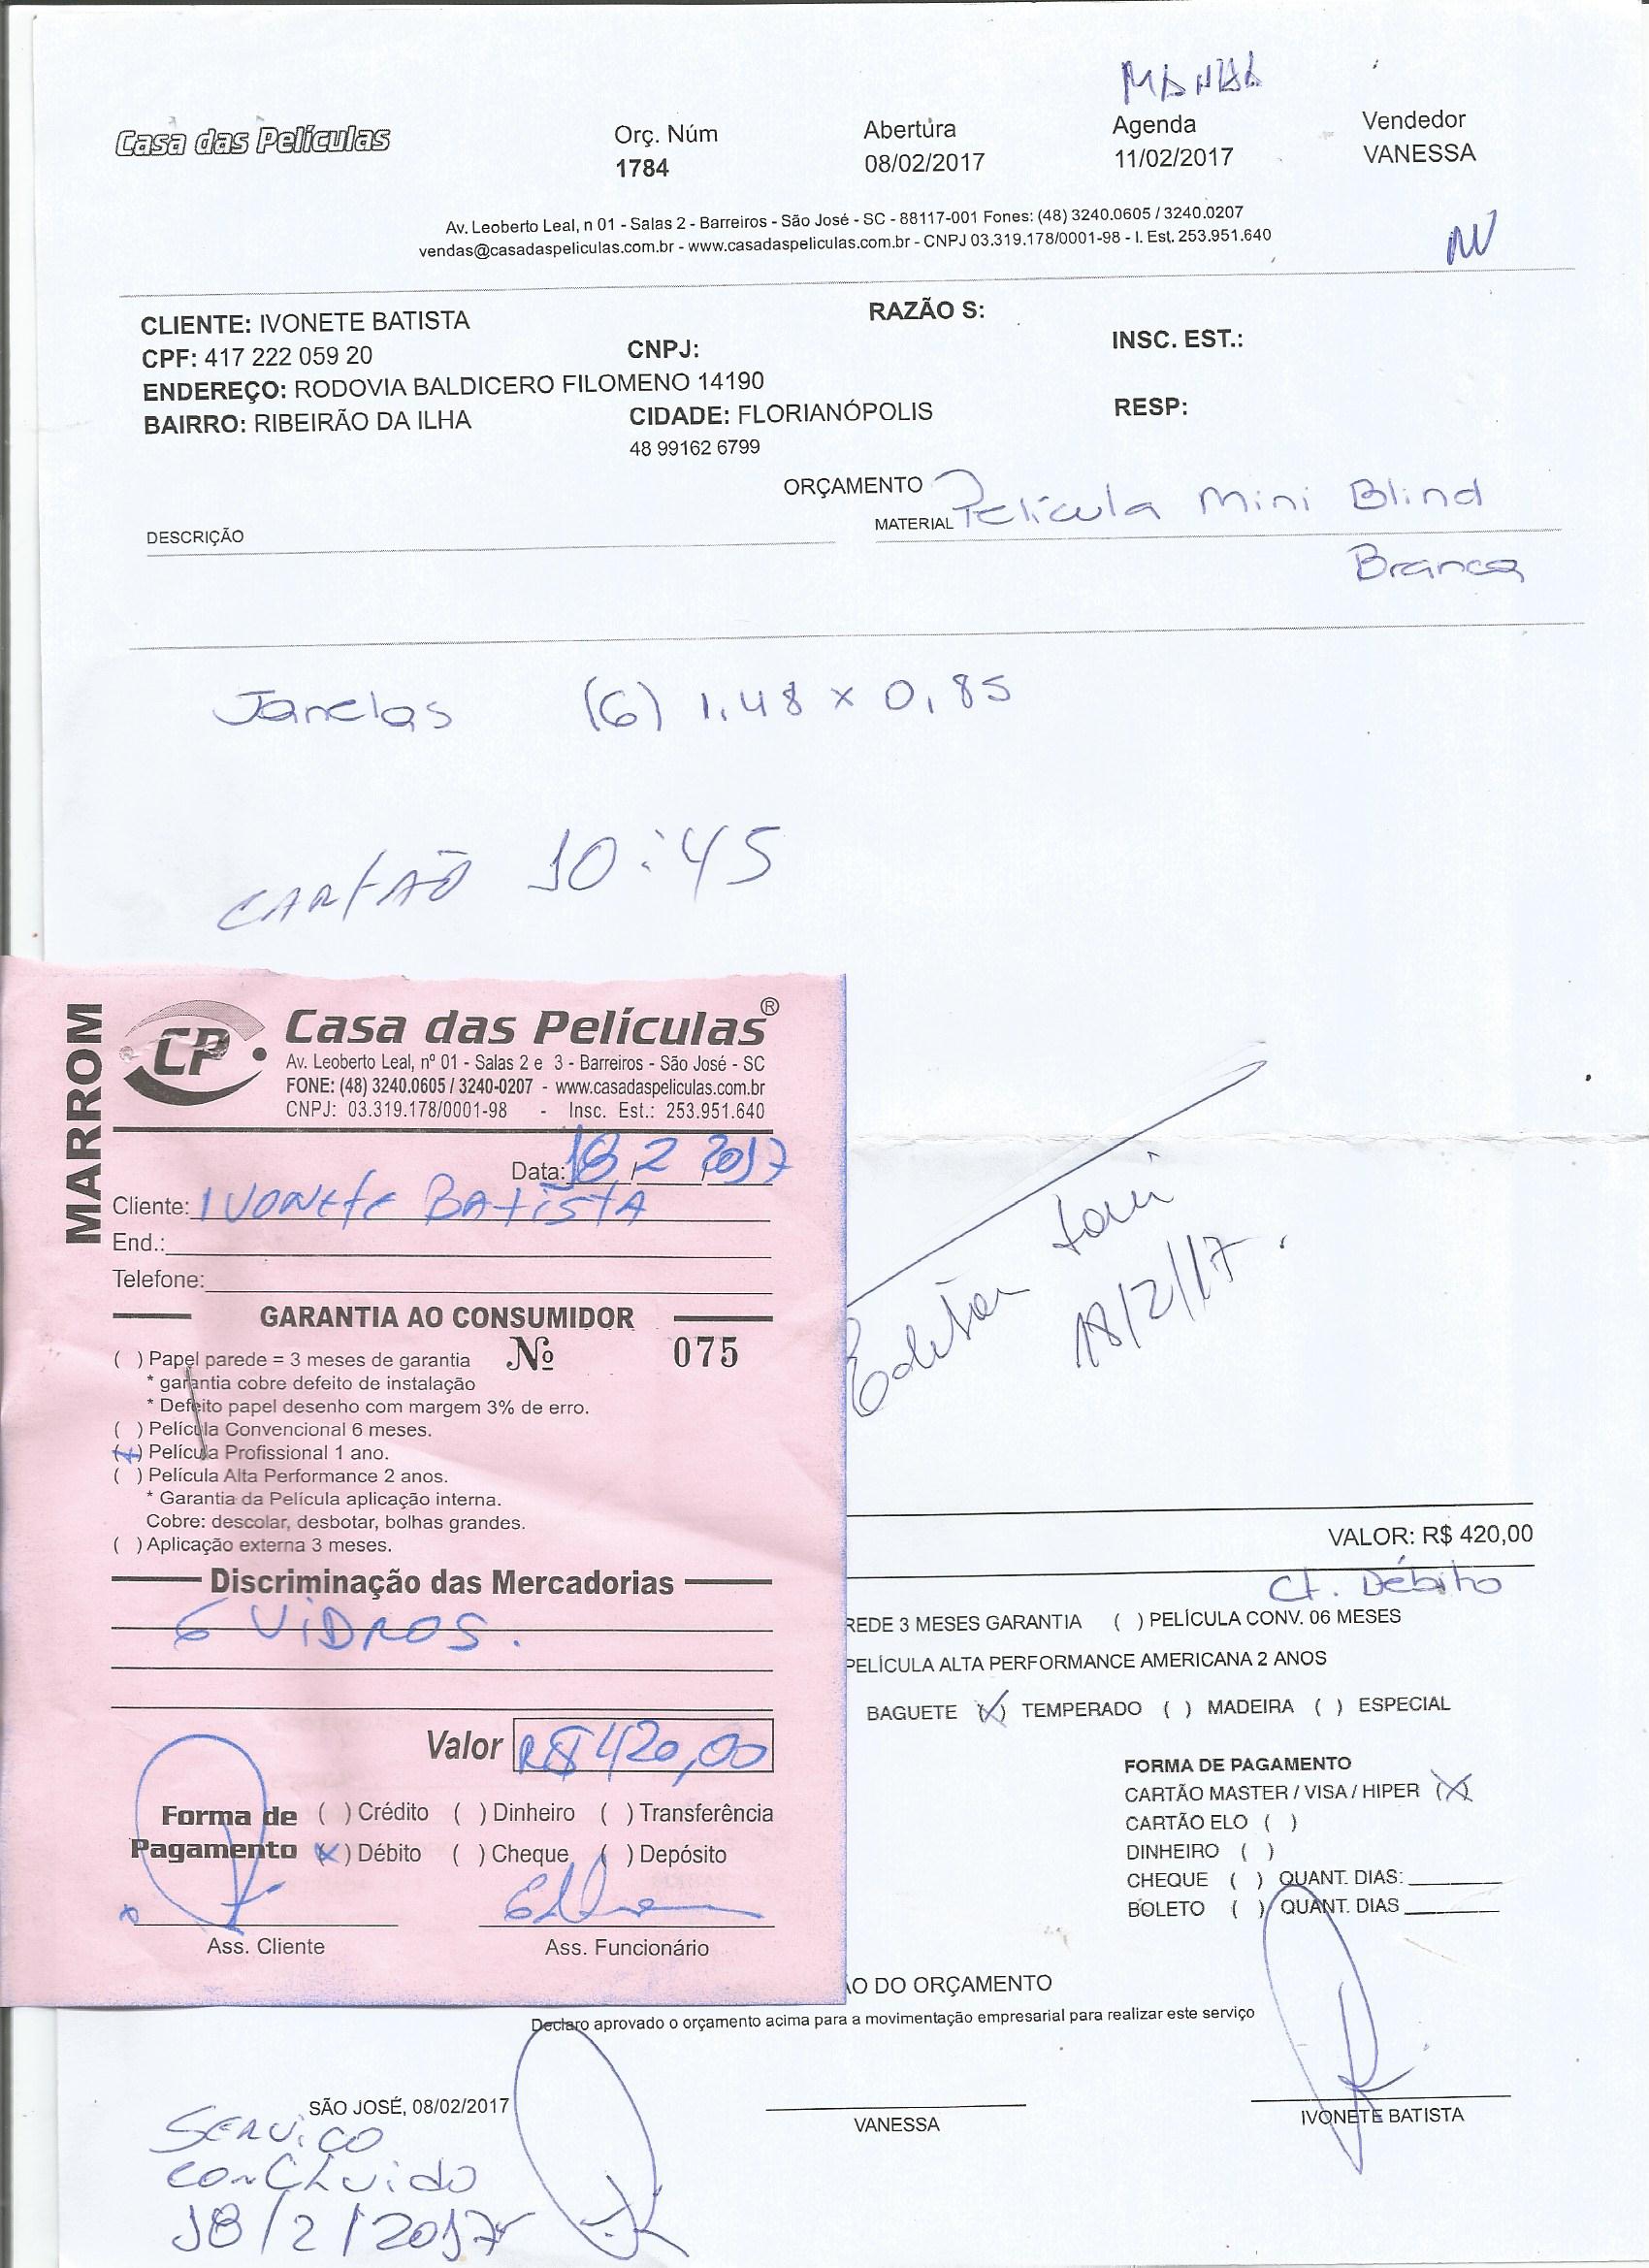 MANHÃ
Casa das Películas
Orç. Núm
1784
Abertura
08/02/2017
Agenda
11/02/2017
Vendedor
VANESSA
Av. Leoberto Leal, n 01 - Salas 2 - Barreiros - São José - SC - 88117-001 Fones: (48) 3240.0605 / 3240.0207
vendas@casadaspeliculas.com.br - www.casadaspeliculas.com.br - CNPJ 03.319.178/0001-98 - I. Est. 253.951.640
CLIENTE: IVONETE BATISTA
RAZÃO S:
CPF: 417 222 059 20
CNPJ:
INSC. EST.:
ENDEREÇO: RODOVIA BALDICERO FILOMENO 14190
BAIRRO: RIBEIRÃO DA ILHA
CIDADE: FLORIANÓPOLIS
RESP:
48 99162 6799
ORÇAMENTO
DESCRIÇÃO
MATERIAL Película Mini Blind
Branca
Janelas (6) 1,48 x 0,85
CARTÃO 10:45
MARROM
CP
Casa das Películas®
Av. Leoberto Leal, nº 01 - Salas 2 e 3 - Barreiros - São José - SC
FONE: (48) 3240.0605 / 3240-0207 - www.casadaspeliculas.com.br
CNPJ: 03.319.178/0001-98 - Insc. Est.: 253.951.640
Data: 18/2/2017
Cliente: IVONETE BATISTA
End.:
Telefone:
GARANTIA AO CONSUMIDOR
Nº 075
( ) Papel parede = 3 meses de garantia
* garantia cobre defeito de instalação
* Defeito papel desenho com margem 3% de erro.
( ) Película Convencional 6 meses.
(X) Película Profissional 1 ano.
( ) Película Alta Performance 2 anos.
* Garantia da Película aplicação interna.
Cobre: descolar, desbotar, bolhas grandes.
( ) Aplicação externa 3 meses.
Discriminação das Mercadorias
6 VIDROS.
Valor R$ 420,00
Forma de Pagamento
( ) Crédito ( ) Dinheiro ( ) Transferência
(X) Débito ( ) Cheque ( ) Depósito
Ass. Cliente
Ass. Funcionário
18/2/17.
VALOR: R$ 420,00
Ct. Débito
REDE 3 MESES GARANTIA ( ) PELÍCULA CONV. 06 MESES
PELÍCULA ALTA PERFORMANCE AMERICANA 2 ANOS
BAGUETE (X) TEMPERADO ( ) MADEIRA ( ) ESPECIAL
FORMA DE PAGAMENTO
CARTÃO MASTER / VISA / HIPER (X)
CARTÃO ELO ( )
DINHEIRO ( )
CHEQUE ( ) QUANT. DIAS:
BOLETO ( ) QUANT. DIAS
ÃO DO ORÇAMENTO
Declaro aprovado o orçamento acima para a movimentação empresarial para realizar este serviço
SÃO JOSÉ, 08/02/2017
VANESSA
IVONETE BATISTA
SERViÇO
conCLuido
18/2/2017